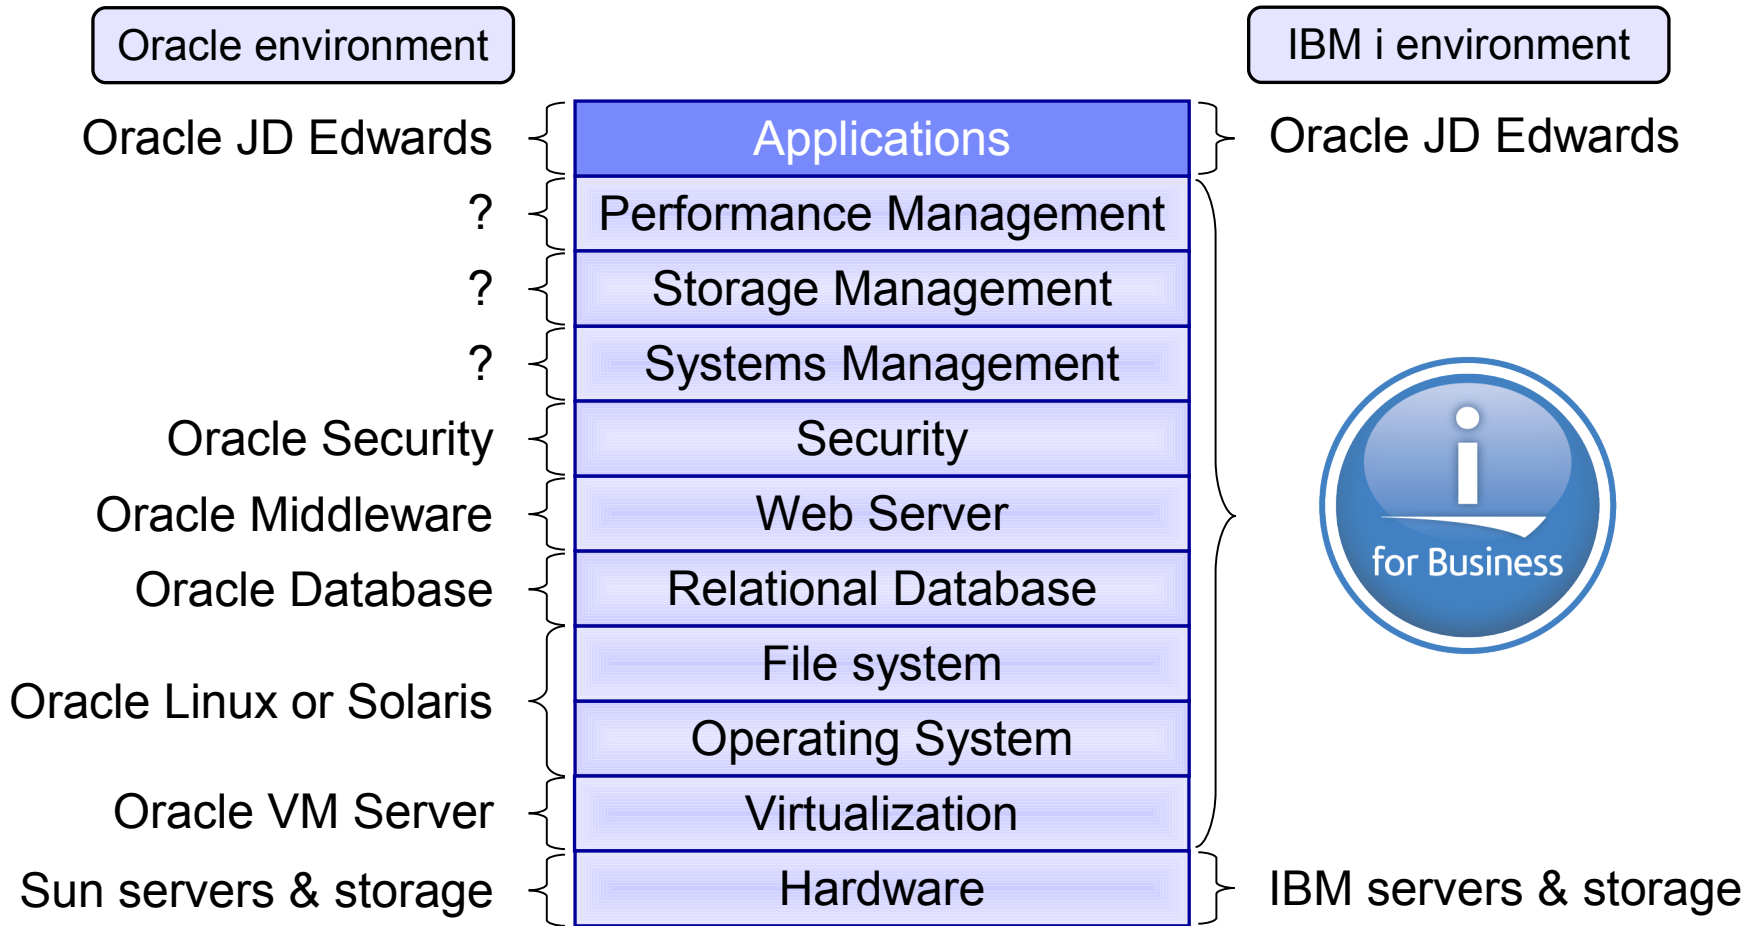 Oracle environment
IBM i environment
Oracle JD Edwards
Applications
Oracle JD Edwards
?
Performance Management
?
Storage Management
?
Systems Management
Oracle Security
Security
Oracle Middleware
Web Server
Oracle Database
Relational Database
i
for Business
File system
Oracle Linux or Solaris
Operating System
Oracle VM Server
Virtualization
Sun servers & storage
Hardware
IBM servers & storage